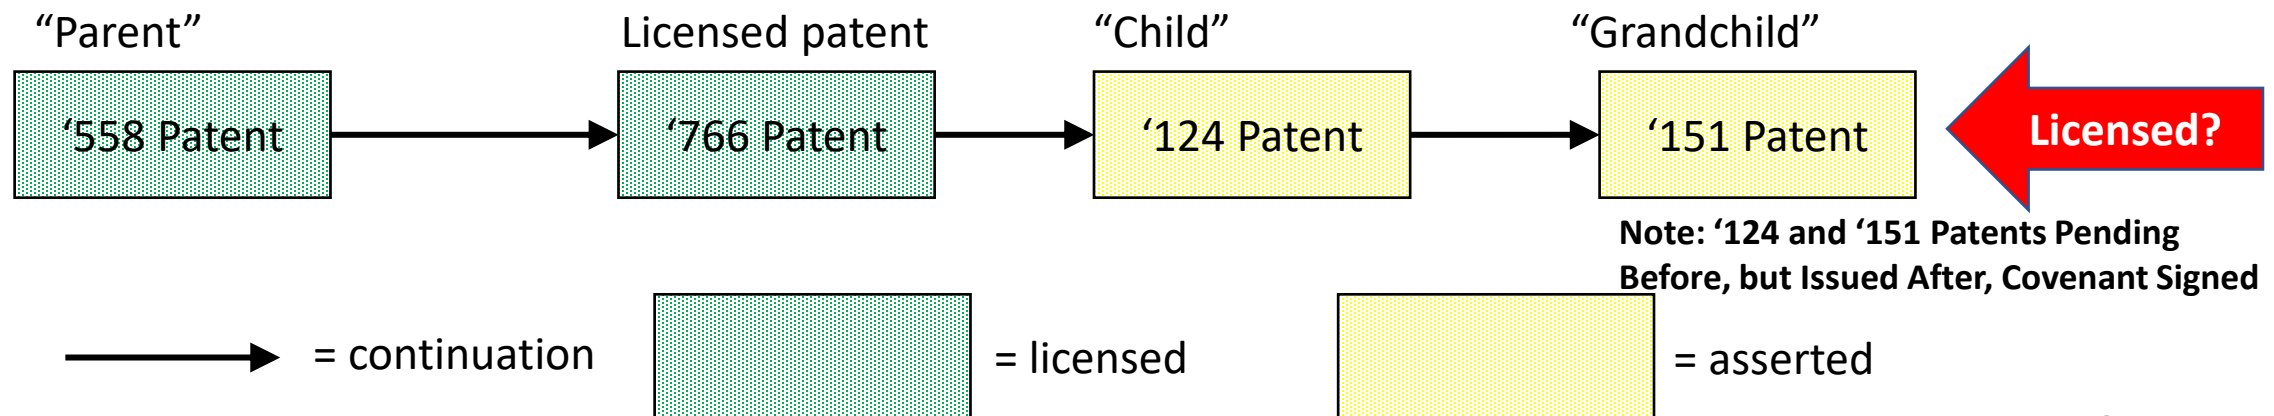 “Parent”
Licensed patent
“Child”
“Grandchild”
‘558 Patent
‘766 Patent
‘124 Patent
‘151 Patent
Licensed?
Note: ‘124 and ‘151 Patents Pending
Before, but Issued After, Covenant Signed
= continuation
= licensed
= asserted